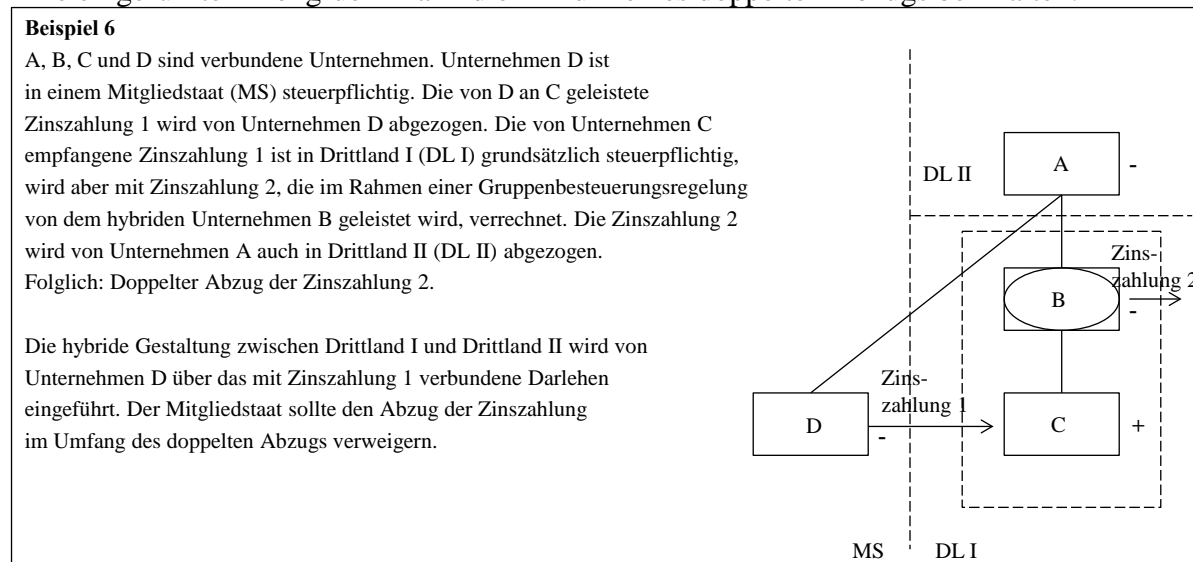 Beispiel 6
A, B, C und D sind verbundene Unternehmen. Unternehmen D ist
in einem Mitgliedstaat (MS) steuerpflichtig. Die von D an C geleistete
Zinszahlung 1 wird von Unternehmen D abgezogen. Die von Unternehmen C
empfangene Zinszahlung 1 ist in Drittland I (DL I) grundsätzlich steuerpflichtig,
wird aber mit Zinszahlung 2, die im Rahmen einer Gruppenbesteuerungsregelung
von dem hybriden Unternehmen B geleistet wird, verrechnet. Die Zinszahlung 2
wird von Unternehmen A auch in Drittland II (DL II) abgezogen.
Folglich: Doppelter Abzug der Zinszahlung 2.
Die hybride Gestaltung zwischen Drittland I und Drittland II wird von
Unternehmen D über das mit Zinszahlung 1 verbundene Darlehen
eingeführt. Der Mitgliedstaat sollte den Abzug der Zinszahlung
im Umfang des doppelten Abzugs verweigern.
DL II
A -
Zins-
zahlung 2
B -
Zins-
zahlung 1
D -
C +
MS
DL I